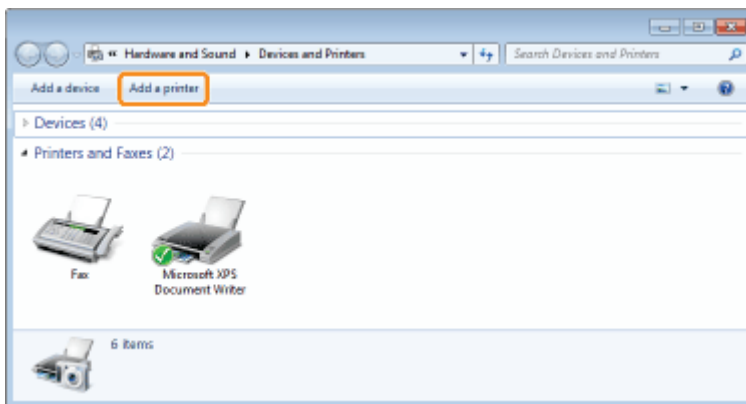 « Hardware and Sound ▸ Devices and Printers
Search Devices and Printers
Add a device Add a printer
Devices (4)
Printers and Faxes (2)
Fax
Microsoft XPS
Document Writer
6 items